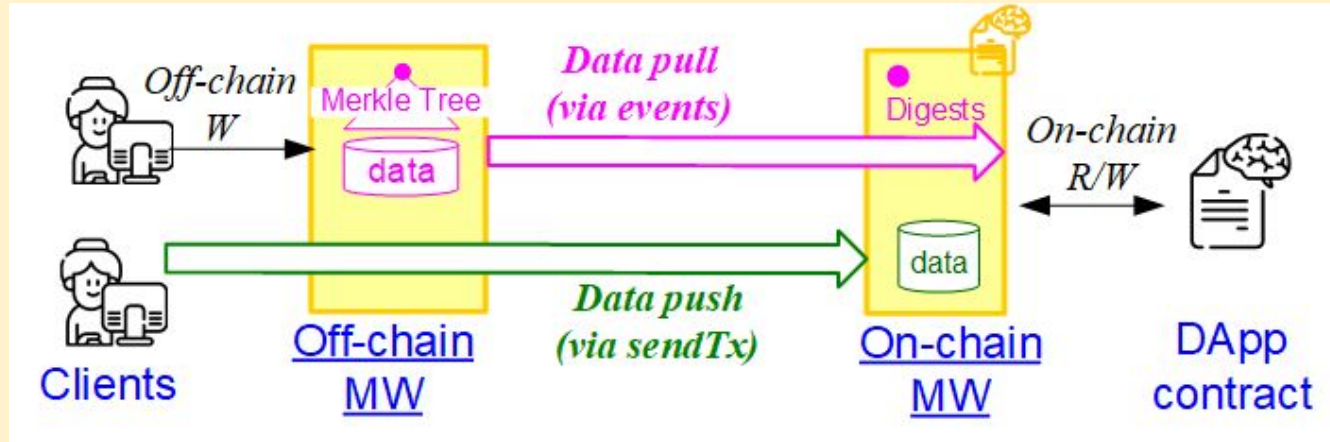 Off-chain
W
Merkle Tree
data
Data pull
(via events)
Digests
On-chain
R/W
data
Data push
(via sendTx)
Clients
Off-chain
MW
On-chain
MW
DApp
contract